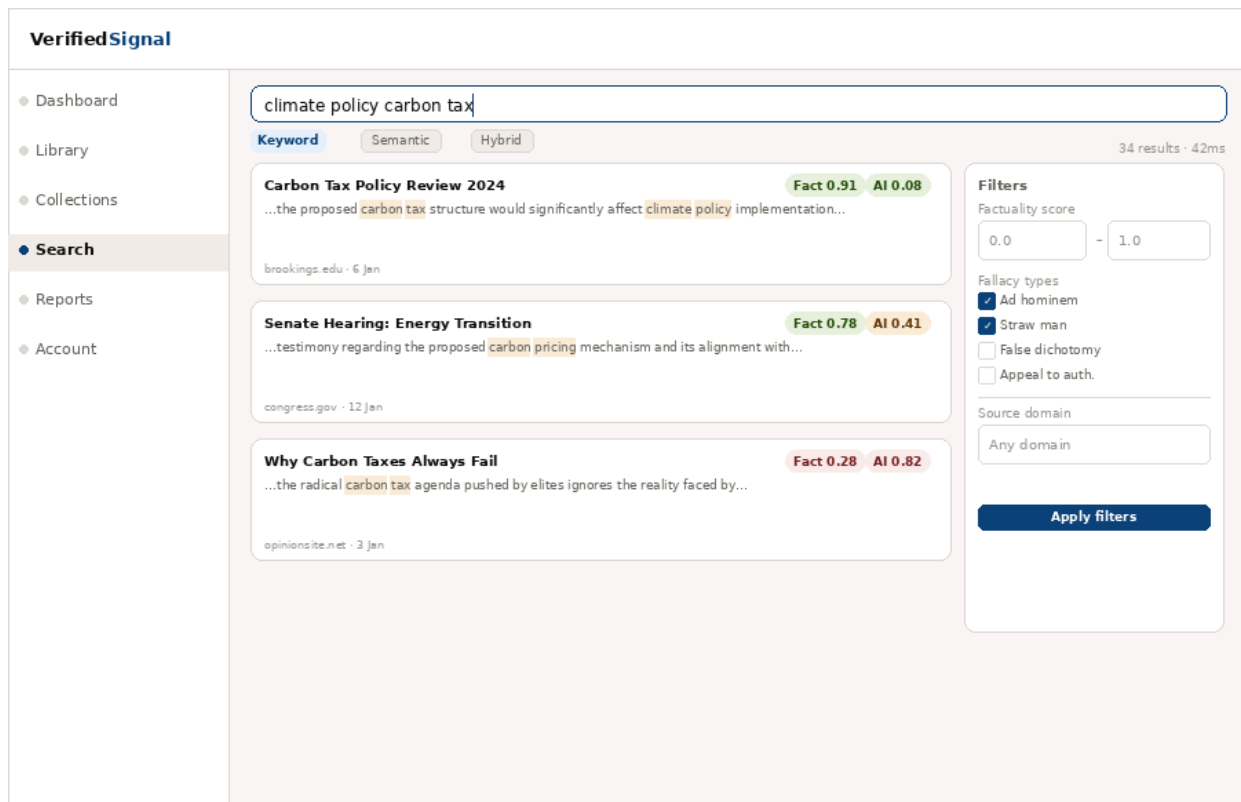 VerifiedSignal
Dashboard
Library
Collections
Search
Reports
Account
climate policy carbon tax
Keyword Semantic Hybrid
34 results · 42ms
Carbon Tax Policy Review 2024 Fact 0.91 AI 0.08
...the proposed carbon tax structure would significantly affect climate policy implementation...
brookings.edu · 6 Jan
Senate Hearing: Energy Transition Fact 0.78 AI 0.41
...testimony regarding the proposed carbon pricing mechanism and its alignment with...
congress.gov · 12 Jan
Why Carbon Taxes Always Fail Fact 0.28 AI 0.82
...the radical carbon tax agenda pushed by elites ignores the reality faced by...
opinionsite.net · 3 Jan
Filters
Factuality score
0.0 – 1.0
Fallacy types
✓ Ad hominem
✓ Straw man
False dichotomy
Appeal to auth.
Source domain
Any domain
Apply filters